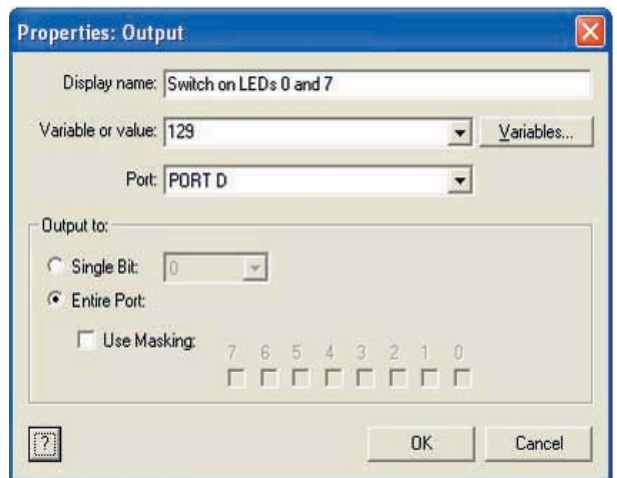 Properties: Output
Display name: Switch on LEDs 0 and 7
Variable or value: 129 Variables...
Port: PORT D
Output to:
Single Bit: 0
Entire Port:
Use Masking:
7 6 5 4 3 2 1 0
? OK Cancel